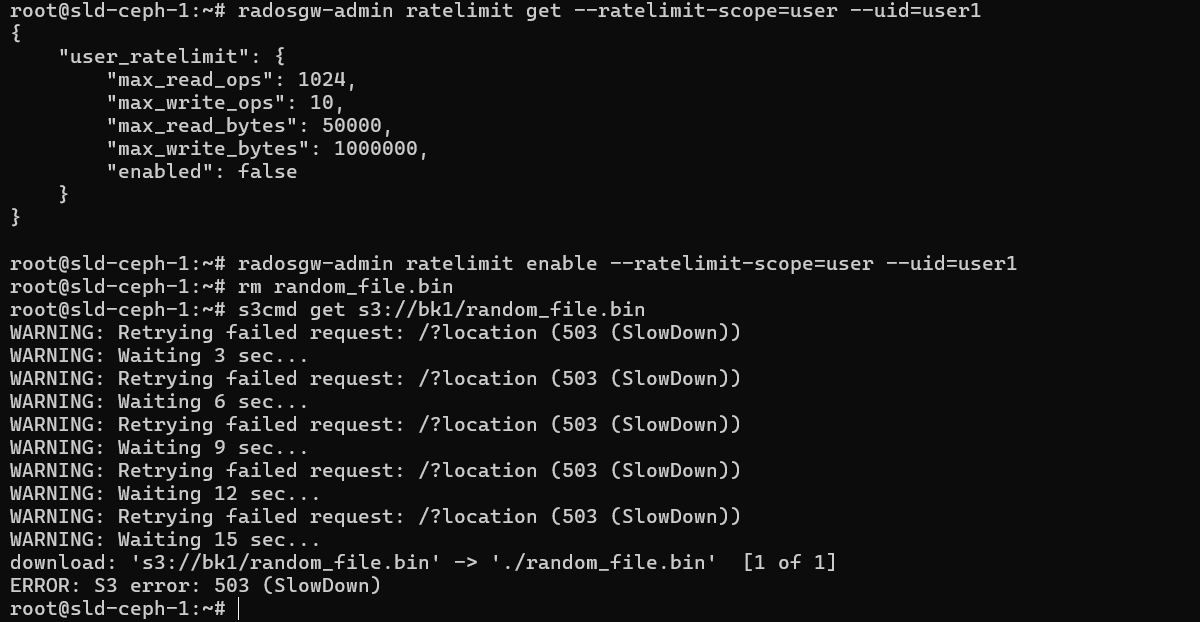 root@sld-ceph-1:~# radosgw-admin ratelimit get --ratelimit-scope=user --uid=user1
{
    "user_ratelimit": {
        "max_read_ops": 1024,
        "max_write_ops": 10,
        "max_read_bytes": 50000,
        "max_write_bytes": 1000000,
        "enabled": false
    }
}

root@sld-ceph-1:~# radosgw-admin ratelimit enable --ratelimit-scope=user --uid=user1
root@sld-ceph-1:~# rm random_file.bin
root@sld-ceph-1:~# s3cmd get s3://bk1/random_file.bin
WARNING: Retrying failed request: /?location (503 (SlowDown))
WARNING: Waiting 3 sec...
WARNING: Retrying failed request: /?location (503 (SlowDown))
WARNING: Waiting 6 sec...
WARNING: Retrying failed request: /?location (503 (SlowDown))
WARNING: Waiting 9 sec...
WARNING: Retrying failed request: /?location (503 (SlowDown))
WARNING: Waiting 12 sec...
WARNING: Retrying failed request: /?location (503 (SlowDown))
WARNING: Waiting 15 sec...
download: 's3://bk1/random_file.bin' -> './random_file.bin'  [1 of 1]
ERROR: S3 error: 503 (SlowDown)
root@sld-ceph-1:~#